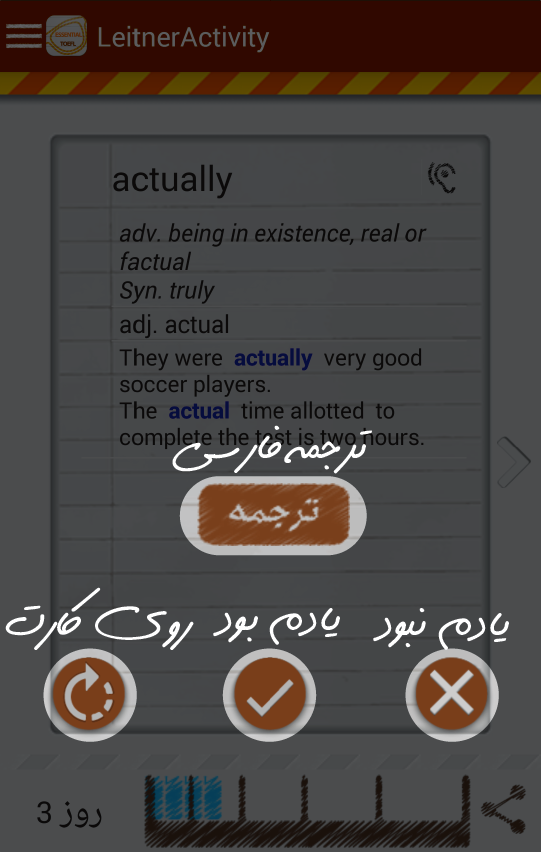 ESSENTIAL
TOEFL
LeitnerActivity
actually
adv. being in existence, real or
factual
Syn. truly
adj. actual
They were actually very good
soccer players.
The actual time allotted to
complete the test is two hours.
ترجمه فارسی
ترجمه
یادم نبود یادم بود روی کارت
روز 3